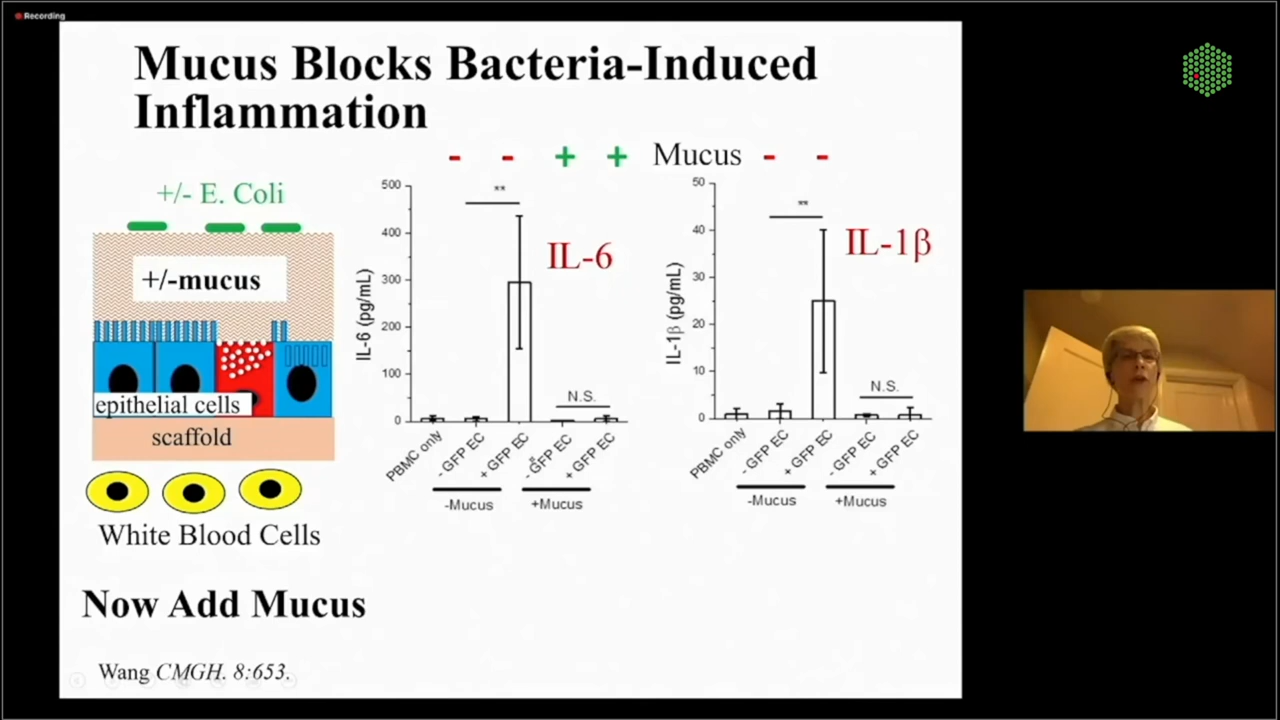 Recording
Mucus Blocks Bacteria-Induced
Inflammation
- - + + Mucus - -
+/- E. Coli
+/-mucus
epithelial cells
scaffold
White Blood Cells
Now Add Mucus
Wang CMGH. 8:653.
500
400
300
200
100
0
IL-6 (pg/mL)
**
IL-6
N.S.
PBMC only
- GFP EC
+ GFP EC
- GFP EC
+ GFP EC
-Mucus
+Mucus
50
40
30
20
10
0
IL-1β (pg/mL)
**
IL-1β
N.S.
PBMC only
- GFP EC
+ GFP EC
- GFP EC
+ GFP EC
-Mucus
+Mucus